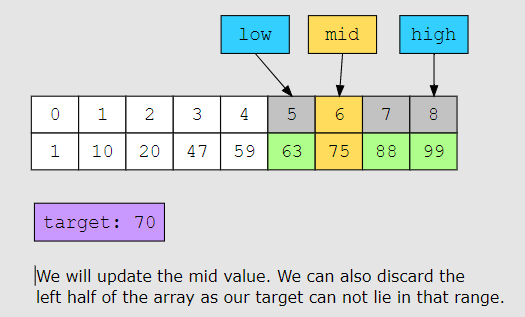 low mid high
0 1 2 3 4 5 6 7 8
1 10 20 47 59 63 75 88 99
target: 70
We will update the mid value. We can also discard the
left half of the array as our target can not lie in that range.